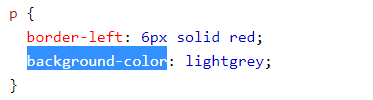 p {
  border-left: 6px solid red;
  background-color: lightgrey;
}